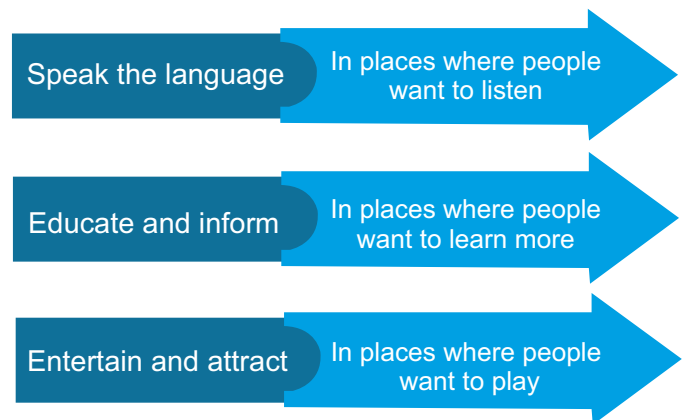 Speak the language
In places where people
want to listen
Educate and inform
In places where people
want to learn more
Entertain and attract
In places where people
want to play